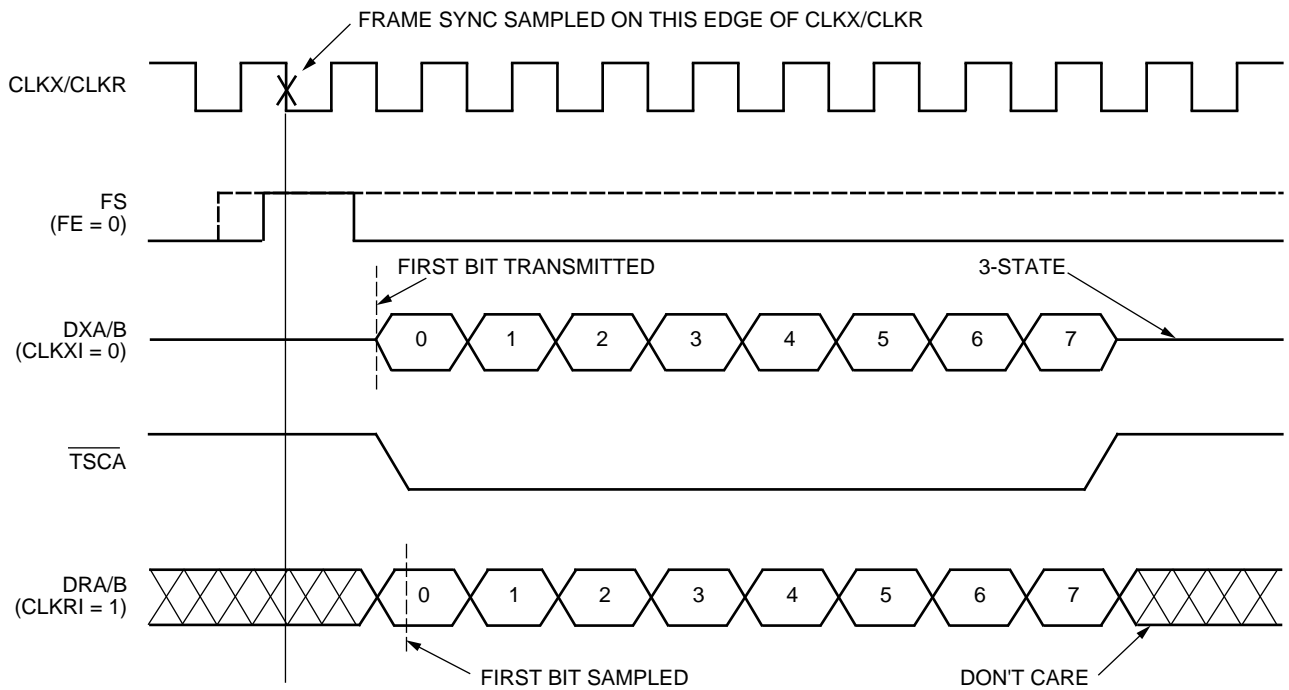 FRAME SYNC SAMPLED ON THIS EDGE OF CLKX/CLKR
CLKX/CLKR
FS
(FE = 0)
FIRST BIT TRANSMITTED
3-STATE
DXA/B
(CLKXI = 0)
0 1 2 3 4 5 6 7
TSCA
DRA/B
(CLKRI = 1)
0 1 2 3 4 5 6 7
FIRST BIT SAMPLED
DON'T CARE